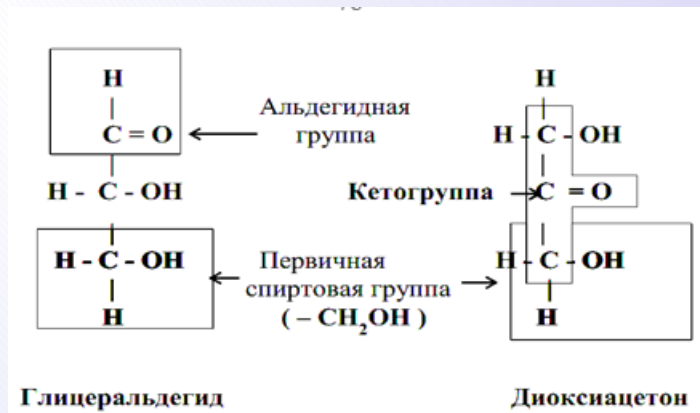 H
|
C = O
Альдегидная
группа
|
H - C - OH
|
H - C - OH
|
H
Кетогруппа
Первичная
спиртовая группа
( – CH₂OH )
H
|
H - C - OH
|
C = O
|
H - C - OH
|
H
Глицеральдегид
Диоксиацетон